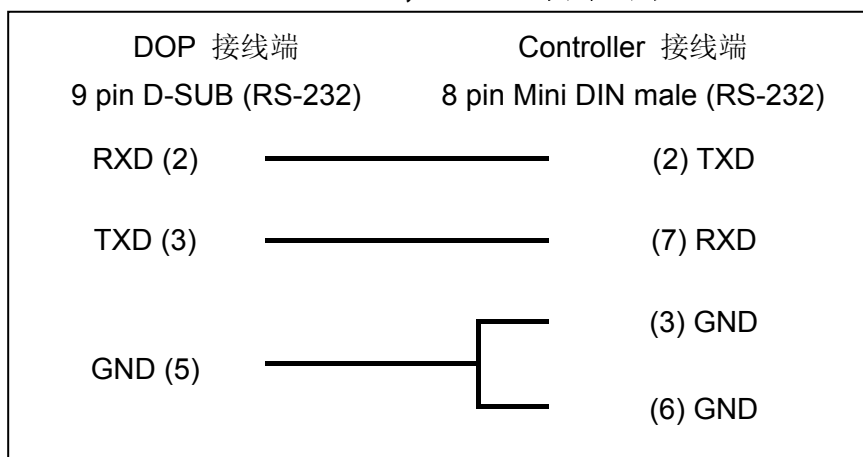 DOP 接线端 Controller 接线端
9 pin D-SUB (RS-232) 8 pin Mini DIN male (RS-232)
RXD (2) (2) TXD
TXD (3) (7) RXD
(3) GND
GND (5)
(6) GND